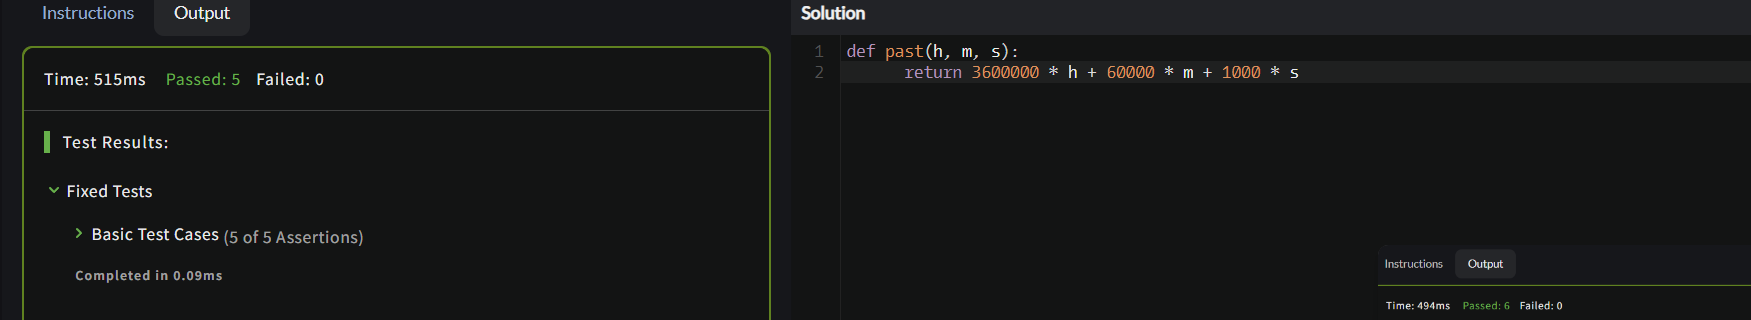 Instructions Output
Time: 515ms Passed: 5 Failed: 0
Test Results:
Fixed Tests
Basic Test Cases (5 of 5 Assertions)
Completed in 0.09ms
Solution
1 def past(h, m, s):
2 return 3600000 * h + 60000 * m + 1000 * s
Instructions Output
Time: 494ms Passed: 6 Failed: 0